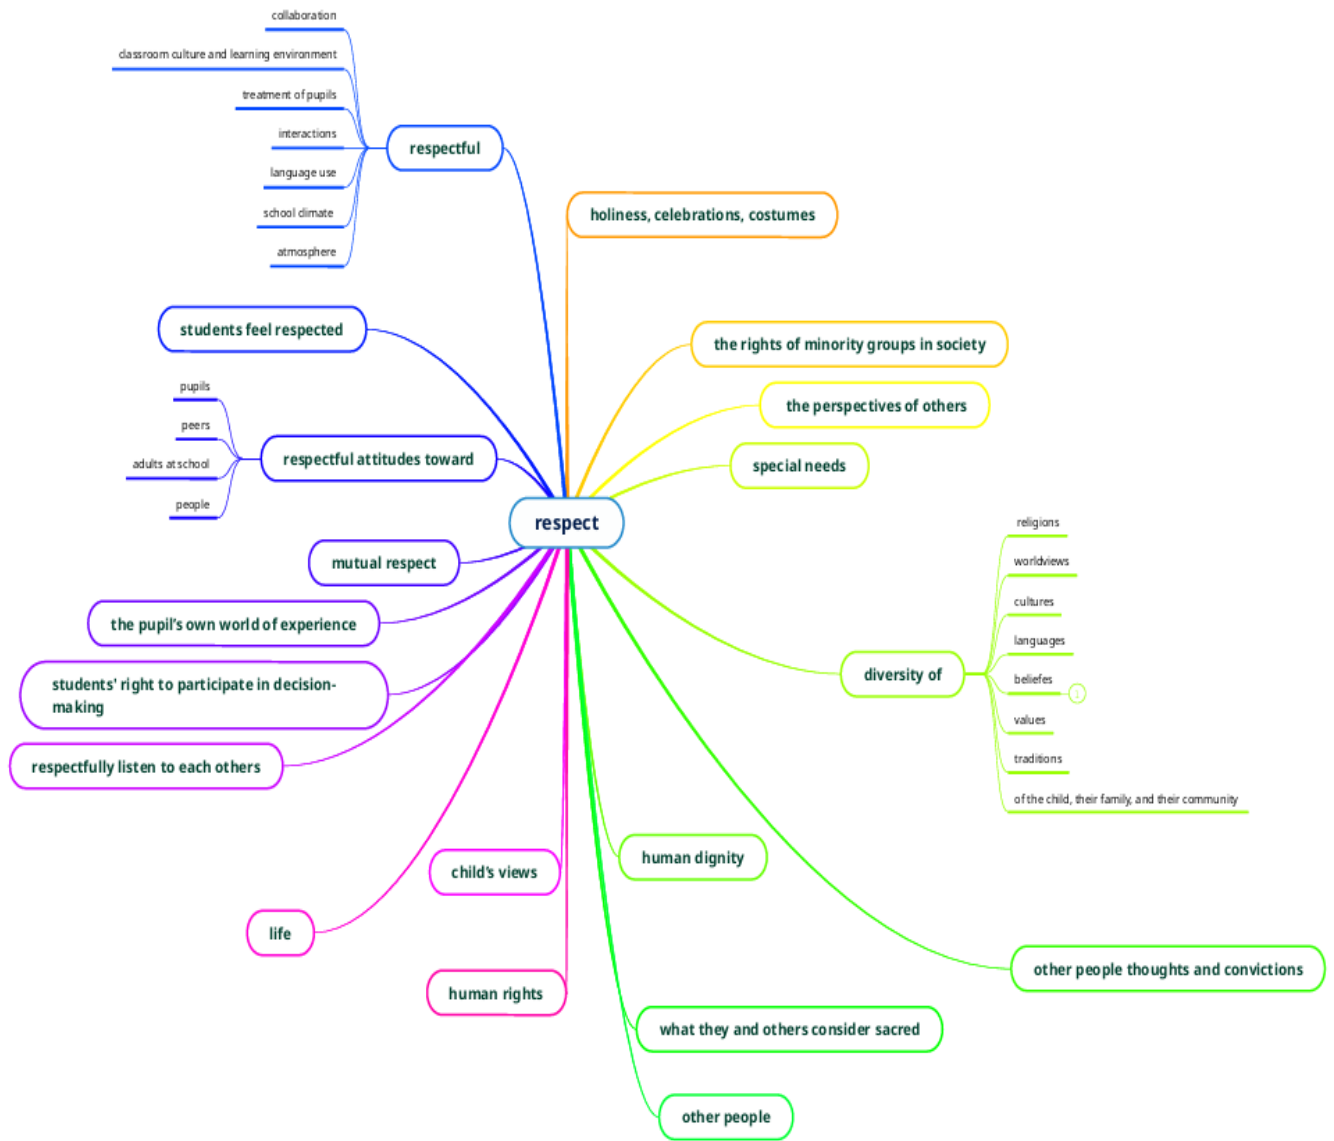 collaboration
classroom culture and learning environment
treatment of pupils
interactions
language use
school climate
atmosphere
respectful
holiness, celebrations, costumes
students feel respected
the rights of minority groups in society
the perspectives of others
special needs
pupils
peers
adults at school
people
respectful attitudes toward
respect
mutual respect
the pupil's own world of experience
students' right to participate in decision-
making
respectfully listen to each others
religions
worldviews
cultures
languages
beliefes
values
traditions
of the child, their family, and their community
diversity of
human dignity
child's views
life
human rights
other people thoughts and convictions
what they and others consider sacred
other people